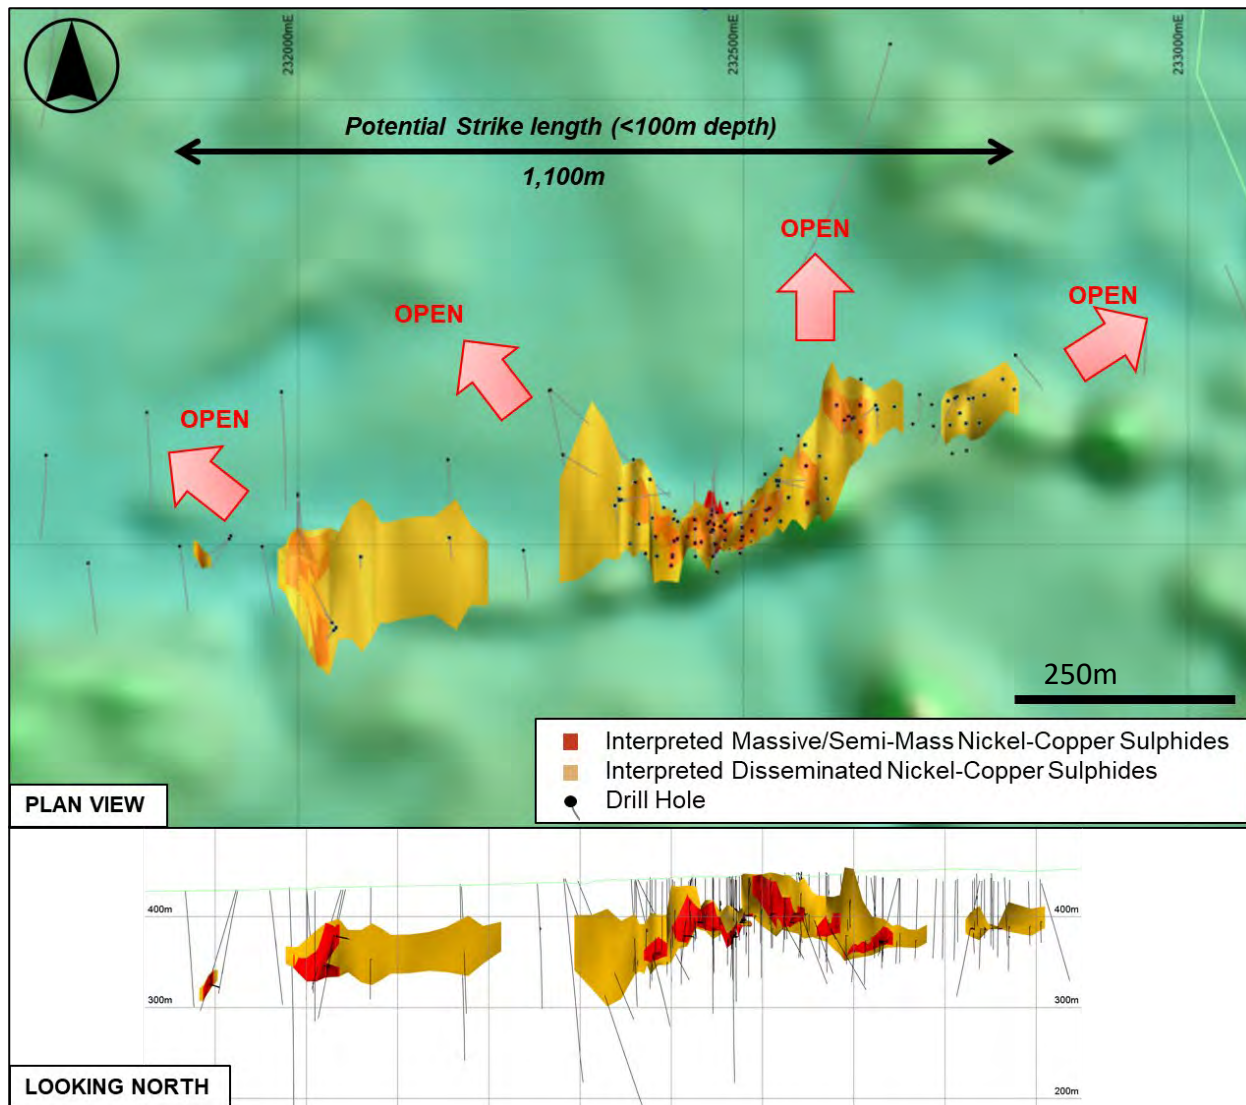 232000mE
232500mE
233000mE
Potential Strike length (<100m depth)
1,100m
OPEN
OPEN
OPEN
OPEN
250m
Interpreted Massive/Semi-Mass Nickel-Copper Sulphides
Interpreted Disseminated Nickel-Copper Sulphides
Drill Hole
PLAN VIEW
400m
400m
300m
300m
200m
LOOKING NORTH